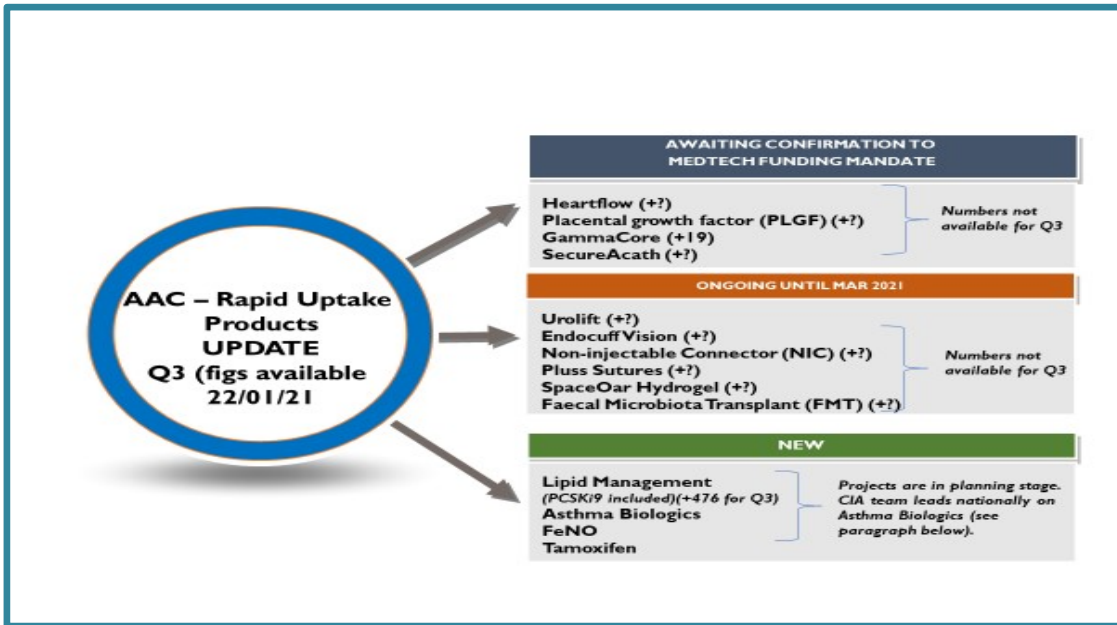 AAC – Rapid Uptake
Products
UPDATE
Q3 (figs available
22/01/21
AWAITING CONFIRMATION TO
MEDTECH FUNDING MANDATE
Heartflow (+?)
Placental growth factor (PLGF) (+?)
GammaCore (+19)
SecureAcath (+?)
Numbers not
available for Q3
ONGOING UNTIL MAR 2021
Urolift (+?)
Endocuff Vision (+?)
Non-injectable Connector (NIC) (+?)
Pluss Sutures (+?)
SpaceOar Hydrogel (+?)
Faecal Microbiota Transplant (FMT) (+?)
Numbers not
available for Q3
NEW
Lipid Management
(PCSKi9 included)(+476 for Q3)
Asthma Biologics
FeNO
Tamoxifen
Projects are in planning stage.
CIA team leads nationally on
Asthma Biologics (see
paragraph below).